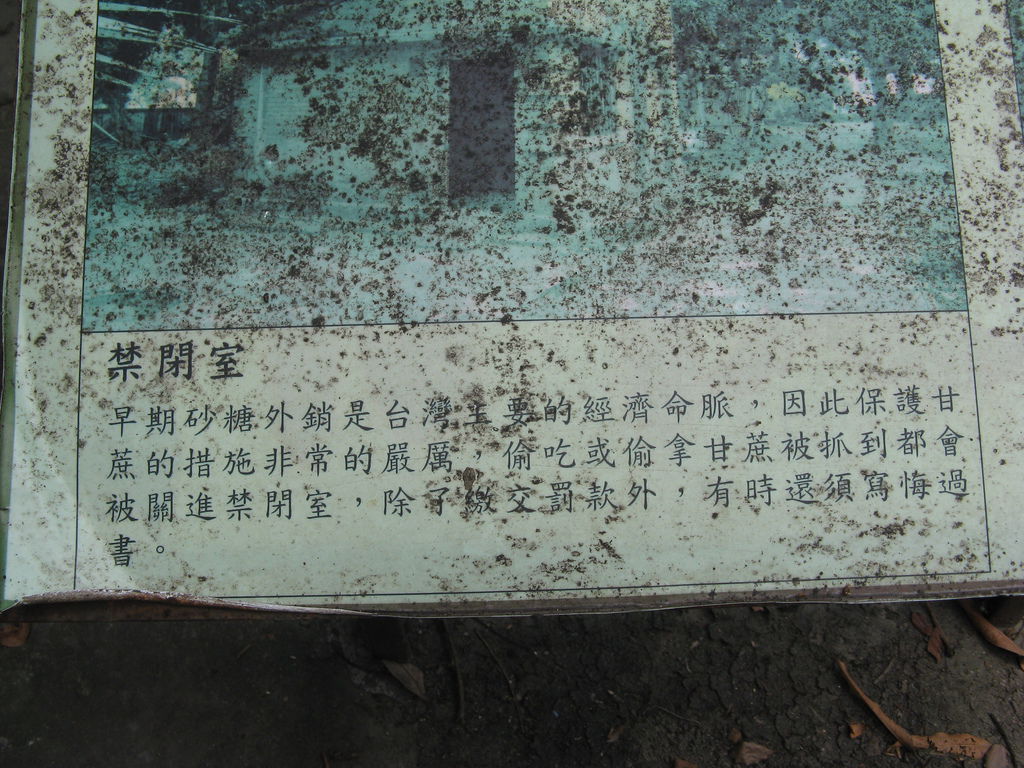 禁閉室
早期砂糖外銷是台灣主要的經濟命脈，因此保護甘
蔗的措施非常的嚴厲，偷吃或偷拿甘蔗被抓到都會
被關進禁閉室，除了繳交罰款外，有時還須寫悔過
書。